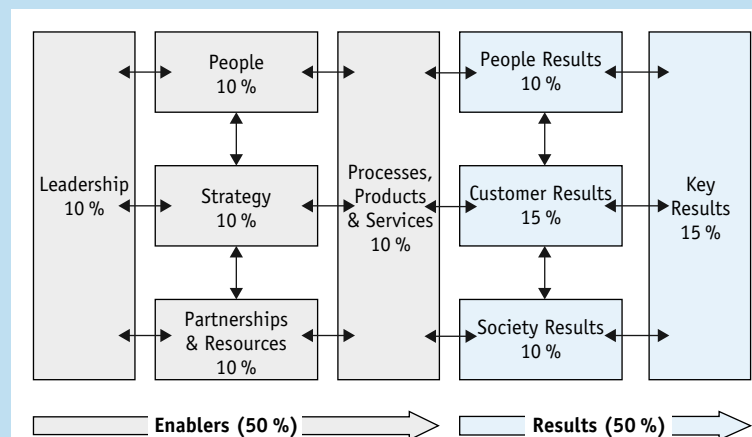 Leadership
10 %
People
10 %
Strategy
10 %
Partnerships
& Resources
10 %
Processes,
Products
& Services
10 %
People Results
10 %
Customer Results
15 %
Society Results
10 %
Key
Results
15 %
Enablers (50 %)
Results (50 %)